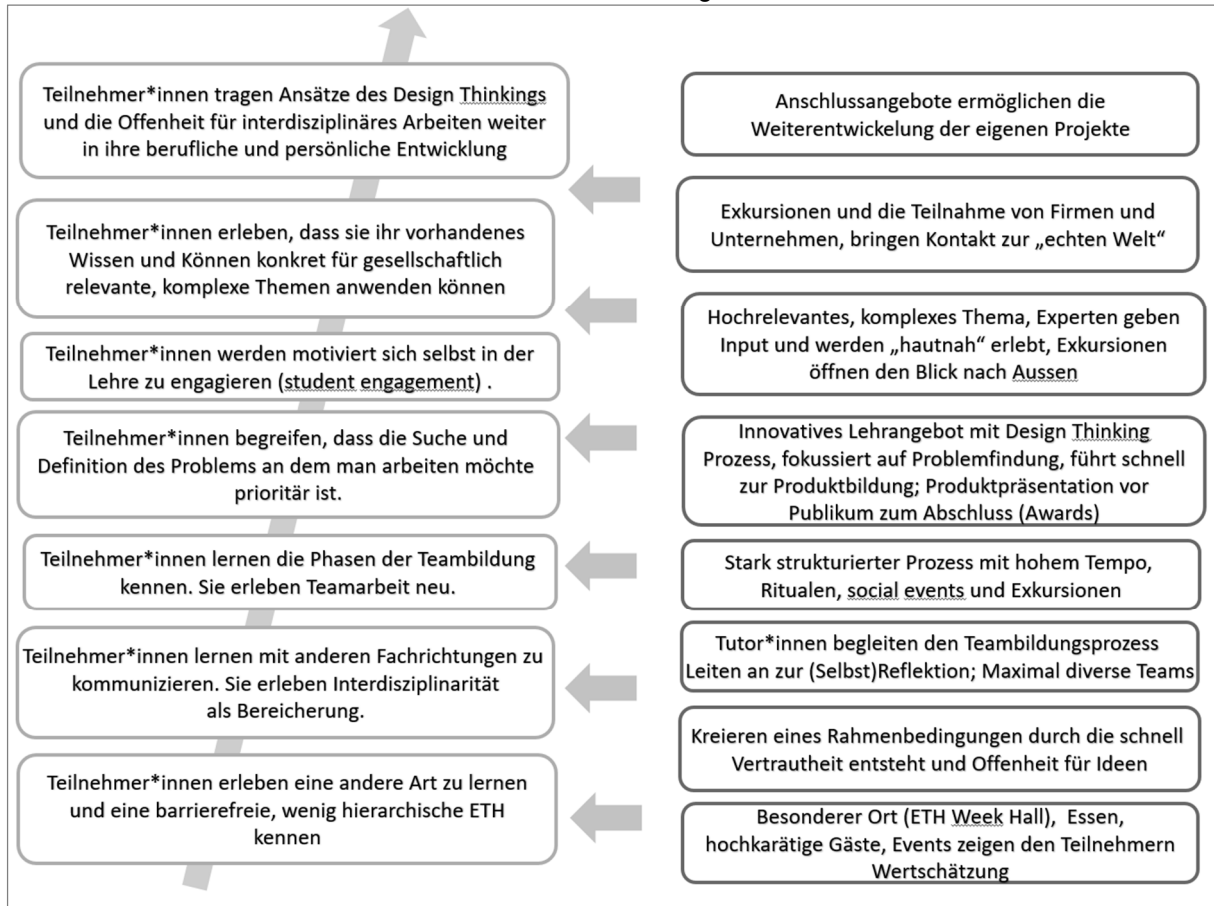 Teilnehmer*innen tragen Ansätze des Design Thinkings
und die Offenheit für interdisziplinäres Arbeiten weiter
in ihre berufliche und persönliche Entwicklung
Teilnehmer*innen erleben, dass sie ihr vorhandenes
Wissen und Können konkret für gesellschaftlich
relevante, komplexe Themen anwenden können
Teilnehmer*innen werden motiviert sich selbst in der
Lehre zu engagieren (student engagement) .
Teilnehmer*innen begreifen, dass die Suche und
Definition des Problems an dem man arbeiten möchte
prioritär ist.
Teilnehmer*innen lernen die Phasen der Teambildung
kennen. Sie erleben Teamarbeit neu.
Teilnehmer*innen lernen mit anderen Fachrichtungen zu
kommunizieren. Sie erleben Interdisziplinarität
als Bereicherung.
Teilnehmer*innen erleben eine andere Art zu lernen
und eine barrierefreie, wenig hierarchische ETH
kennen
Anschlussangebote ermöglichen die
Weiterentwickelung der eigenen Projekte
Exkursionen und die Teilnahme von Firmen und
Unternehmen, bringen Kontakt zur „echten Welt“
Hochrelevantes, komplexes Thema, Experten geben
Input und werden „hautnah“ erlebt, Exkursionen
öffnen den Blick nach Aussen
Innovatives Lehrangebot mit Design Thinking
Prozess, fokussiert auf Problemfindung, führt schnell
zur Produktbildung; Produktpräsentation vor
Publikum zum Abschluss (Awards)
Stark strukturierter Prozess mit hohem Tempo,
Ritualen, social events und Exkursionen
Tutor*innen begleiten den Teambildungsprozess
Leiten an zur (Selbst)Reflektion; Maximal diverse Teams
Kreieren eines Rahmenbedingungen durch die schnell
Vertrautheit entsteht und Offenheit für Ideen
Besonderer Ort (ETH Week Hall), Essen,
hochkarätige Gäste, Events zeigen den Teilnehmern
Wertschätzung